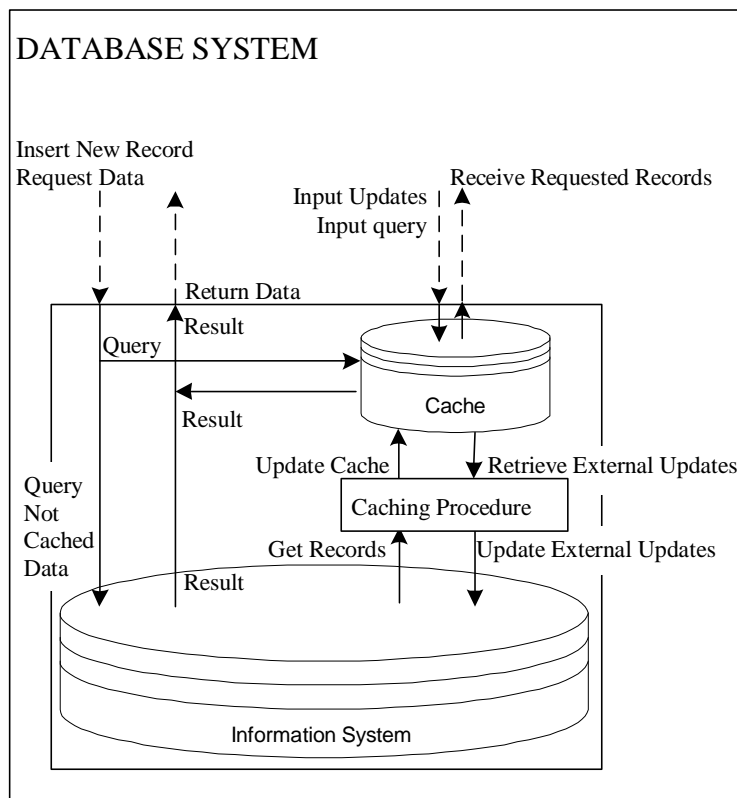 DATABASE SYSTEM
Insert New Record
Request Data
Input Updates
Input query
Receive Requested Records
Return Data
Result
Query
Result
Cache
Update Cache
Retrieve External Updates
Query
Not
Cached
Data
Caching Procedure
Get Records
Update External Updates
Result
Information System